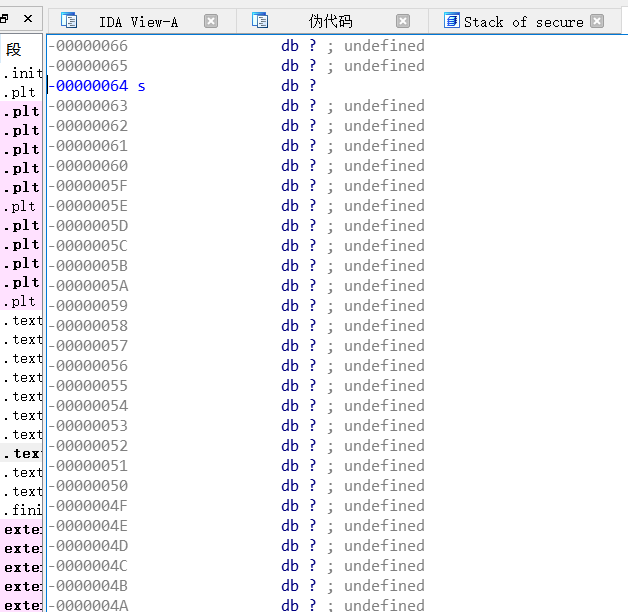 IDA View-A
伪代码
Stack of secure
段
.init
.plt
.plt
.plt
.plt
.plt
.plt
.plt
.plt
.plt
.plt
.plt
.plt
.text
.text
.text
.text
.text
.text
.text
.text
.text
.text
.fini
exter
exter
exter
exter
exter
-00000066 db ? ; undefined
-00000065 db ? ; undefined
-00000064 s db ?
-00000063 db ? ; undefined
-00000062 db ? ; undefined
-00000061 db ? ; undefined
-00000060 db ? ; undefined
-0000005F db ? ; undefined
-0000005E db ? ; undefined
-0000005D db ? ; undefined
-0000005C db ? ; undefined
-0000005B db ? ; undefined
-0000005A db ? ; undefined
-00000059 db ? ; undefined
-00000058 db ? ; undefined
-00000057 db ? ; undefined
-00000056 db ? ; undefined
-00000055 db ? ; undefined
-00000054 db ? ; undefined
-00000053 db ? ; undefined
-00000052 db ? ; undefined
-00000051 db ? ; undefined
-00000050 db ? ; undefined
-0000004F db ? ; undefined
-0000004E db ? ; undefined
-0000004D db ? ; undefined
-0000004C db ? ; undefined
-0000004B db ? ; undefined
-0000004A db ? ; undefined